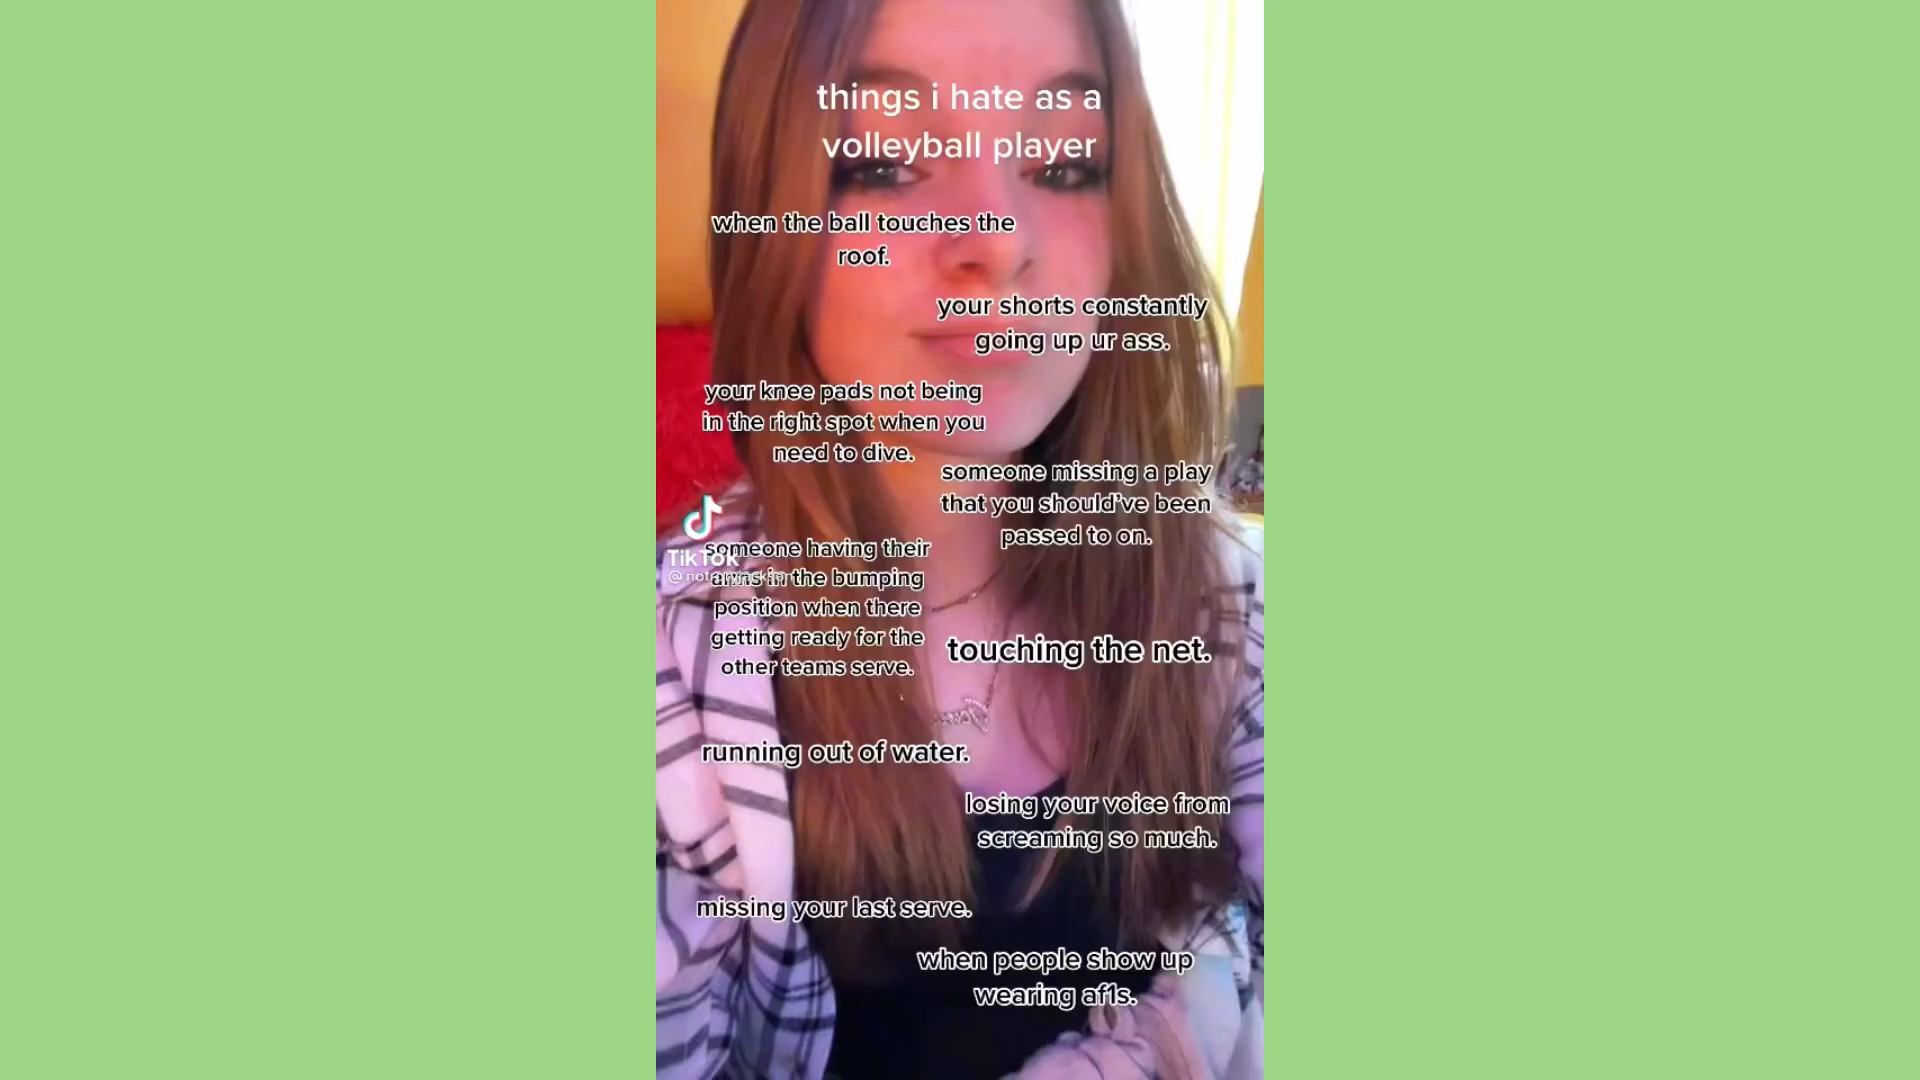 things i hate as a
volleyball player
when the ball touches the
roof.
your shorts constantly
going up ur ass.
your knee pads not being
in the right spot when you
need to dive.
someone missing a play
that you should've been
passed to on.
TikTok
someone having their
arms in the bumping
position when there
getting ready for the
other teams serve.
touching the net.
running out of water.
losing your voice from
screaming so much.
missing your last serve.
when people show up
wearing af1s.